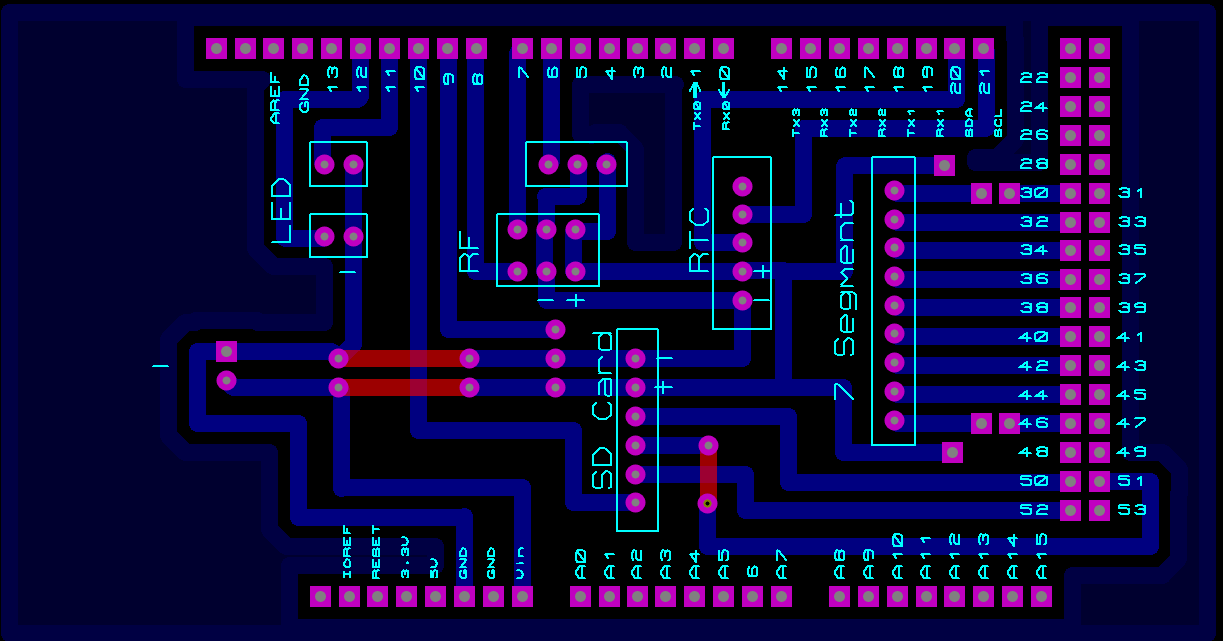 AREF
GND
13
12
11
10
9
8
7
6
5
4
3
2
TX0→1
RX0←0
14
15
16
17
18
19
20
21
TX3
RX3
TX2
RX2
TX1
RX1
SDA
SCL
22
24
26
28
30 31
32 33
34 35
36 37
38 39
40 41
42 43
44 45
46 47
48 49
50 51
52 53
LED
RF
RTC
7 Segment
SD Card
−
− +
+
−
−
+
−
IOREF
RESET
3.3V
5V
GND
GND
Vin
A0
A1
A2
A3
A4
A5
6
A7
A8
A9
A10
A11
A12
A13
A14
A15